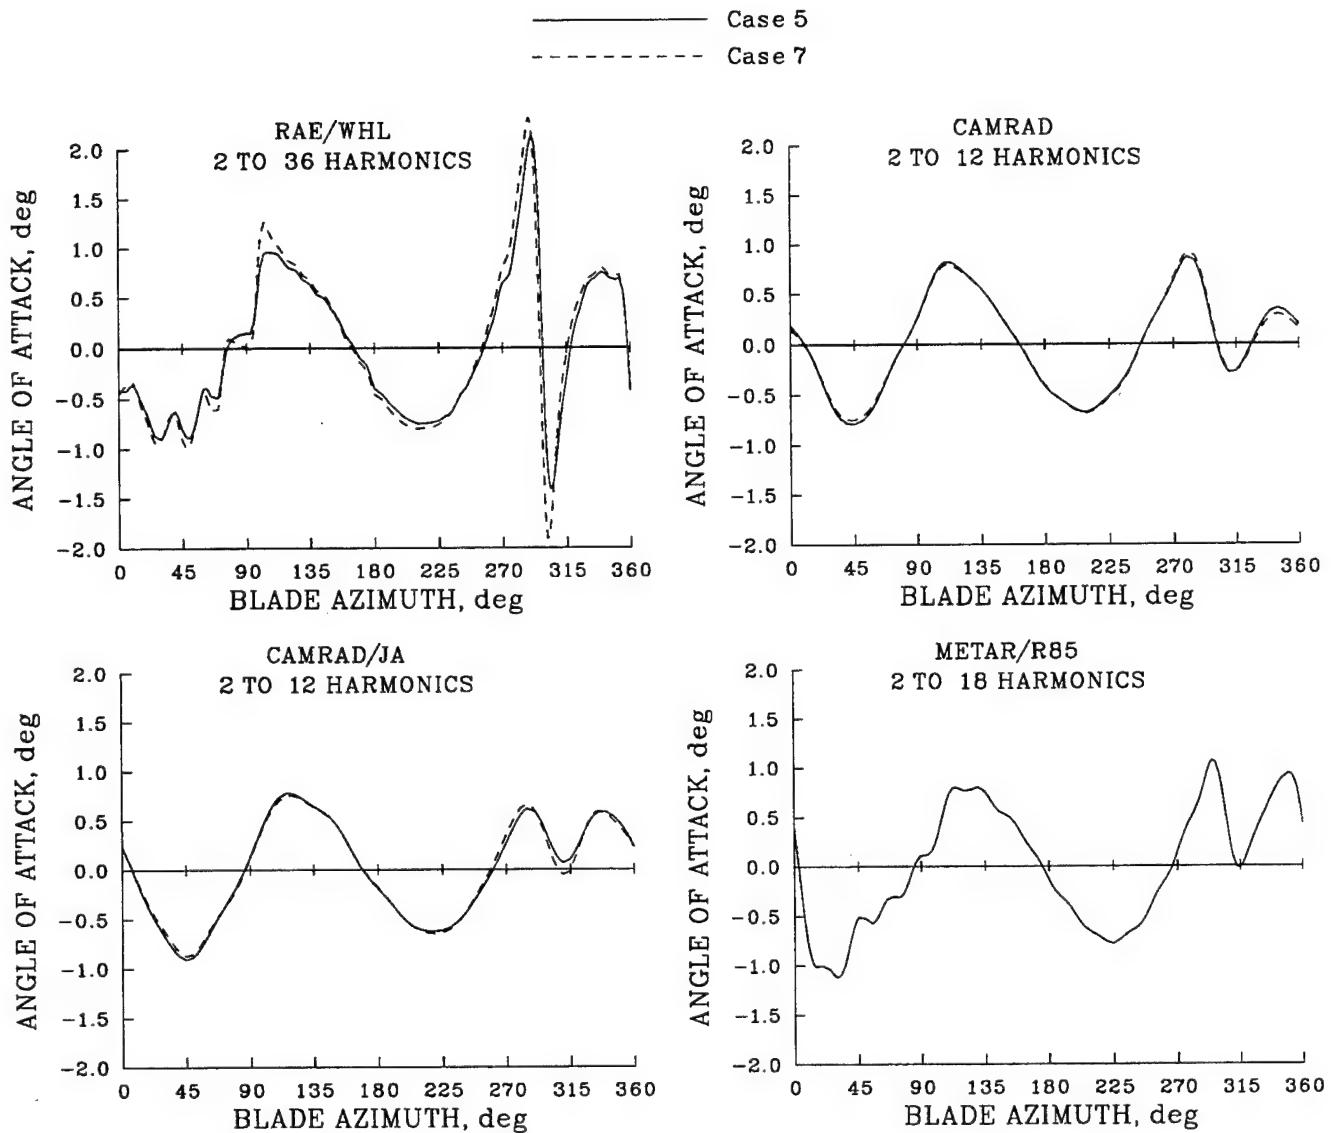 Case 5
Case 7
RAE/WHL
2 TO 36 HARMONICS
ANGLE OF ATTACK, deg
2.0
1.5
1.0
0.5
0.0
-0.5
-1.0
-1.5
-2.0
0 45 90 135 180 225 270 315 360
BLADE AZIMUTH, deg
CAMRAD
2 TO 12 HARMONICS
ANGLE OF ATTACK, deg
2.0
1.5
1.0
0.5
0.0
-0.5
-1.0
-1.5
-2.0
0 45 90 135 180 225 270 315 360
BLADE AZIMUTH, deg
CAMRAD/JA
2 TO 12 HARMONICS
ANGLE OF ATTACK, deg
2.0
1.5
1.0
0.5
0.0
-0.5
-1.0
-1.5
-2.0
0 45 90 135 180 225 270 315 360
BLADE AZIMUTH, deg
METAR/R85
2 TO 18 HARMONICS
ANGLE OF ATTACK, deg
2.0
1.5
1.0
0.5
0.0
-0.5
-1.0
-1.5
-2.0
0 45 90 135 180 225 270 315 360
BLADE AZIMUTH, deg